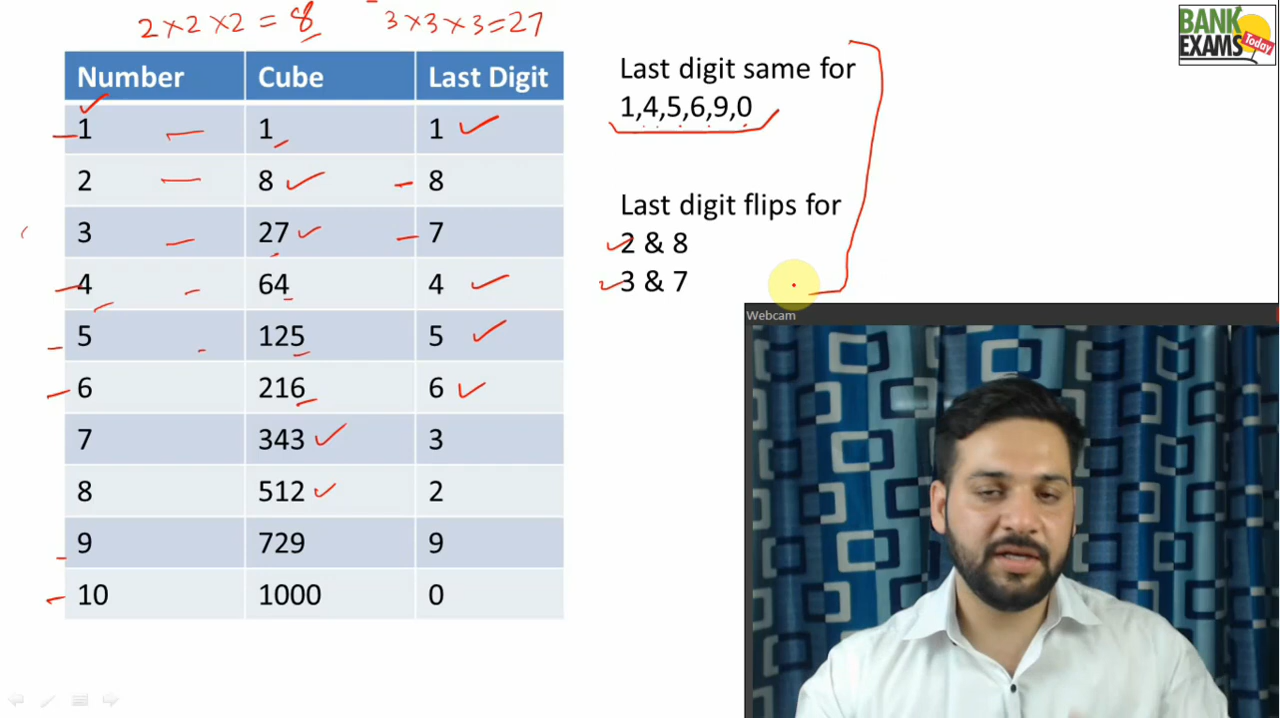 2×2×2 = 8
3×3×3=27
BANK
EXAMS Today
Number Cube Last Digit
1 1 1
2 8 8
3 27 7
4 64 4
5 125 5
6 216 6
7 343 3
8 512 2
9 729 9
10 1000 0
Last digit same for
1,4,5,6,9,0
Last digit flips for
2 & 8
3 & 7
Webcam